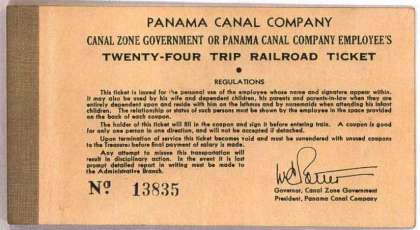 PANAMA CANAL COMPANY
CANAL ZONE GOVERNMENT OR PANAMA CANAL COMPANY EMPLOYEE'S
TWENTY-FOUR TRIP RAILROAD TICKET
REGULATIONS
This ticket is issued for the personal use of the employee whose name and signature appear within.
It may also be used by his wife and dependent children, his parents and parents-in-law when they are
entirely dependent upon and reside with him on the Isthmus and by nursemaids when attending his infant
children. The relationship or status of such persons must be shown by the employee in the space provided
on the back of each coupon.
The holder of this ticket will fill in the coupon and sign it before entering train. A coupon is good
for only one person in one direction, and will not be accepted if detached.
Upon termination of service this ticket becomes void and must be surrendered with unused coupons
to the Treasurer before final payment of salary is made.
Any attempt to misuse this transportation will
result in disciplinary action. In the event it is lost
prompt detailed report in writing must be made to
the Administrative Branch.
No. 13835
Governor, Canal Zone Government
President, Panama Canal Company